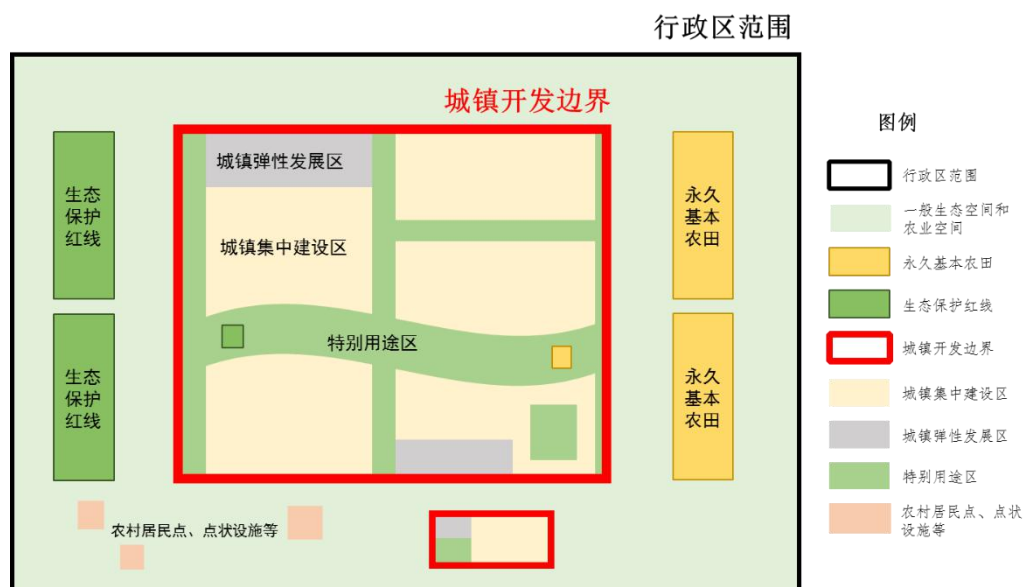 行政区范围
城镇开发边界
图例
城镇弹性发展区
生态
保护
红线
永久
基本
农田
城镇集中建设区
特别用途区
生态
保护
红线
永久
基本
农田
农村居民点、点状设施等
行政区范围
一般生态空间和
农业空间
永久基本农田
生态保护红线
城镇开发边界
城镇集中建设区
城镇弹性发展区
特别用途区
农村居民点、点状
设施等